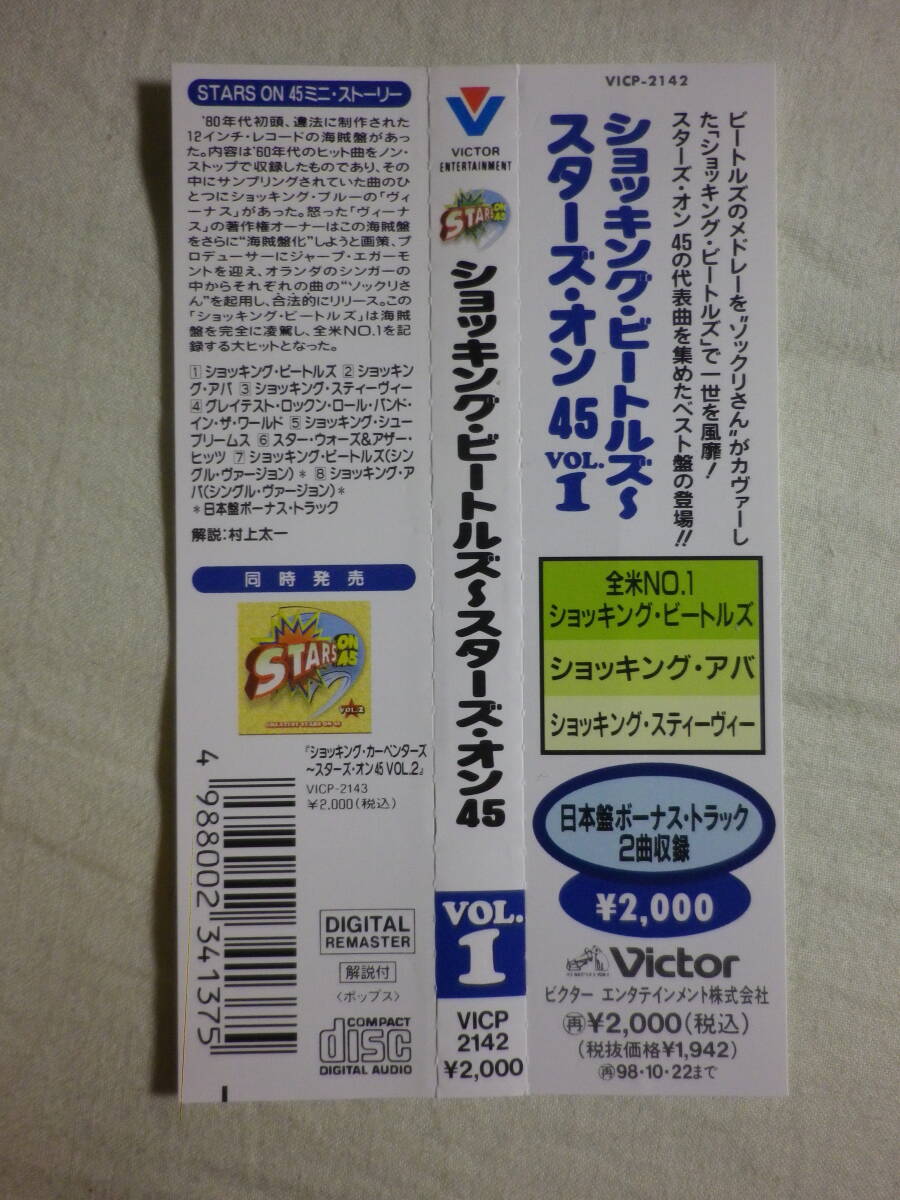 STARS ON 45ミニ・ストーリー
'80年代初頭、違法に制作された
12インチ・レコードの海賊盤があっ
た。内容は'60年代のヒット曲をノン・
ストップで収録したものであり、その
中にサンプリングされていた曲のひ
とつにショッキング・ブルーの「ヴィ
ーナス」があった。怒った「ヴィーナ
ス」の著作権オーナーはこの海賊盤
をさらに"海賊盤化"しようと画策、プ
ロデューサーにジャープ・エガーモ
ントを迎え、オランダのシンガーの
中からそれぞれの曲の"ソックリさ
ん"を起用し、合法的にリリース。この
「ショッキング・ビートルズ」は海賊
盤を完全に凌駕し、全米NO.1を記
録する大ヒットとなった。
1 ショッキング・ビートルズ 2 ショッキン
グ・アバ 3 ショッキング・スティーヴィー
4 グレイテスト・ロックン・ロール・バンド・
イン・ザ・ワールド 5 ショッキング・シュー
プリームス 6 スター・ウォーズ&アザー・
ヒッツ 7 ショッキング・ビートルズ(シン
グル・ヴァージョン)* 8 ショッキング・ア
バ(シングル・ヴァージョン)*
*日本盤ボーナス・トラック
解説:村上太一
同時発売
STARS
ON
45
VOL.2
GREATEST STARS ON 45
『ショッキング・カーペンターズ
~スターズ・オン45 VOL.2』
VICP-2143
¥2,000(税込)
4 988002 341375
DIGITAL
REMASTER
解説付
〈ポップス〉
COMPACT
disc
DIGITAL AUDIO
VICTOR
ENTERTAINMENT
STARS
ON
45
ショッキング・ビートルズ~スターズ・オン45
VOL.
1
VICP
2142
¥2,000
VICP-2142
ビートルズのメドレーを"ソックリさん"がカヴァーし
た「ショッキング・ビートルズ」で一世を風靡!
スターズ・オン45の代表曲を集めたベスト盤の登場!!
ショッキング・ビートルズ~
スターズ・オン 45 VOL.1
全米NO.1
ショッキング・ビートルズ
ショッキング・アバ
ショッキング・スティーヴィー
日本盤ボーナス・トラック
2曲収録
¥2,000
Victor
ビクター エンタテインメント株式会社
再¥2,000(税込)
(税抜価格¥1,942)
再98・10・22まで